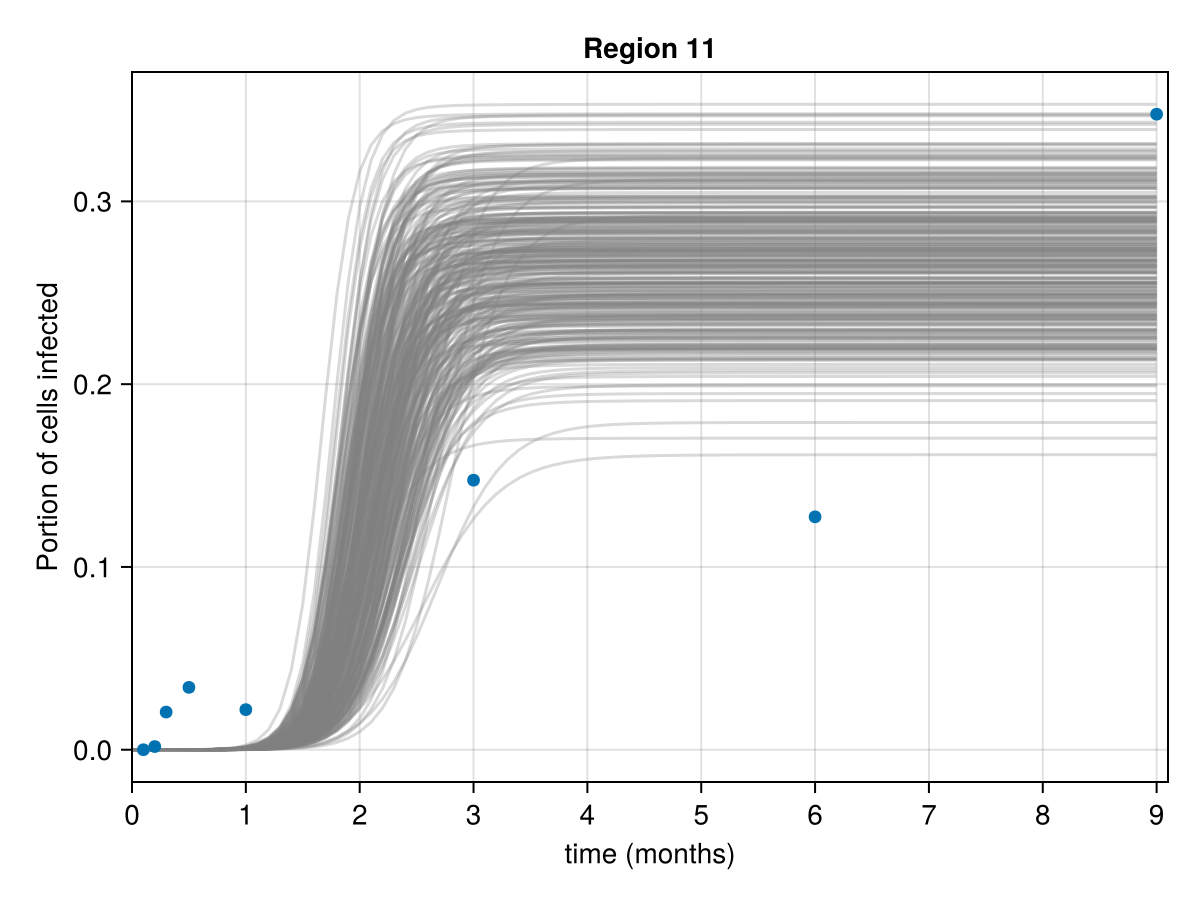 Region 11
Portion of cells infected
0.3
0.2
0.1
0.0
0 1 2 3 4 5 6 7 8 9
time (months)